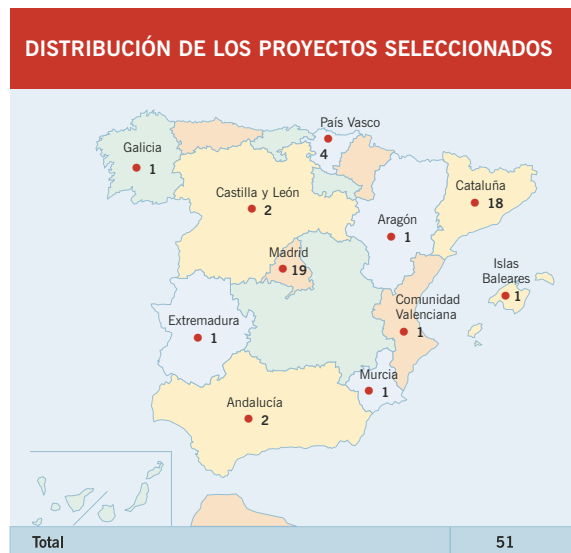 DISTRIBUCIÓN DE LOS PROYECTOS SELECCIONADOS
País Vasco
4
Galicia
1
Castilla y León
2
Cataluña
18
Aragón
1
Madrid
19
Islas
Baleares
1
Comunidad
Valenciana
1
Extremadura
1
Murcia
1
Andalucía
2
Total 51